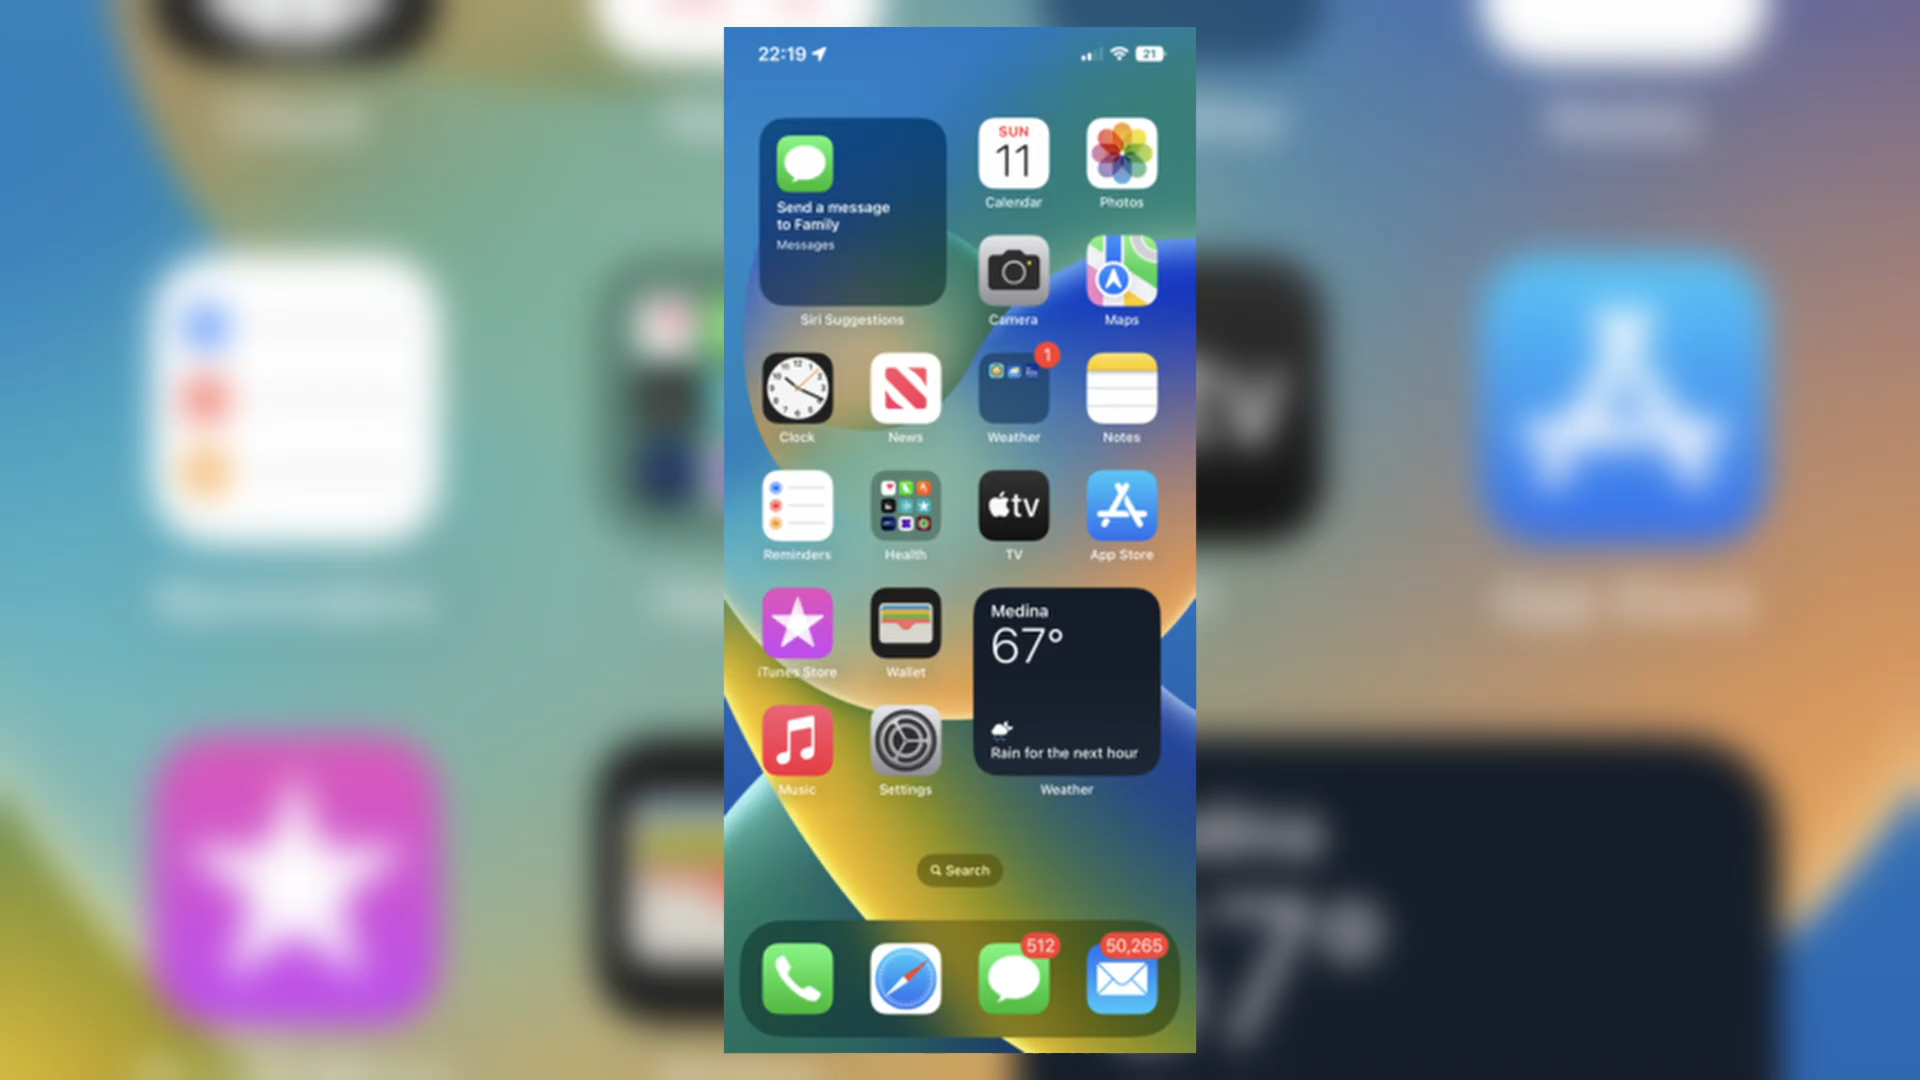 22:19
21
Send a message
to Family
Messages
Siri Suggestions
SUN
11
Calendar
Photos
Camera
Maps
Clock
News
1
Weather
Notes
Reminders
Health
tv
TV
App Store
iTunes Store
Wallet
Medina
67°
Rain for the next hour
Weather
Music
Settings
Search
512
50,265